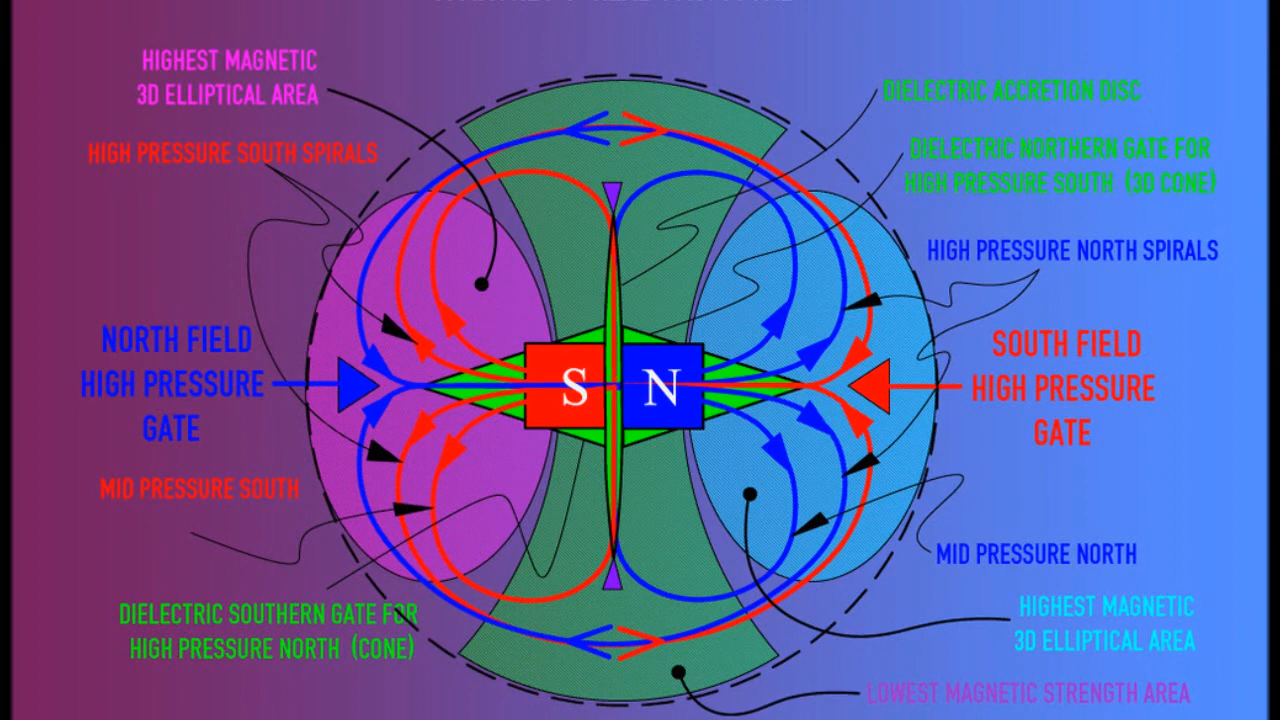 HIGHEST MAGNETIC
3D ELLIPTICAL AREA
HIGH PRESSURE SOUTH SPIRALS
NORTH FIELD
HIGH PRESSURE
GATE
MID PRESSURE SOUTH
DIELECTRIC SOUTHERN GATE FOR
HIGH PRESSURE NORTH (CONE)
S N
DIELECTRIC ACCRETION DISC
DIELECTRIC NORTHERN GATE FOR
HIGH PRESSURE SOUTH (3D CONE)
HIGH PRESSURE NORTH SPIRALS
SOUTH FIELD
HIGH PRESSURE
GATE
MID PRESSURE NORTH
HIGHEST MAGNETIC
3D ELLIPTICAL AREA
LOWEST MAGNETIC STRENGTH AREA